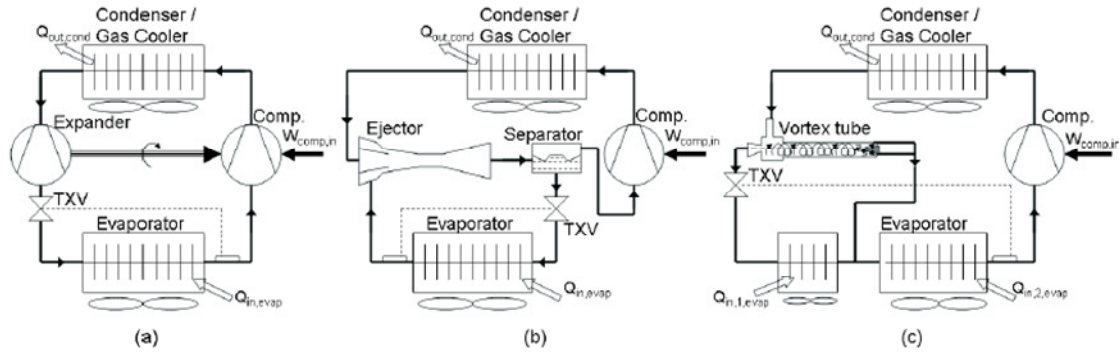 Condenser /
Gas Cooler
Q_out,cond
Expander
Comp.
W_comp,in
TXV
Evaporator
Q_in,evap
(a)
Condenser /
Gas Cooler
Q_out,cond
Ejector
Separator
Comp.
W_comp,in
TXV
Evaporator
Q_in,evap
(b)
Condenser /
Gas Cooler
Q_out,cond
Vortex tube
Comp.
W_comp,in
TXV
Evaporator
Q_in,1,evap
Q_in,2,evap
(c)